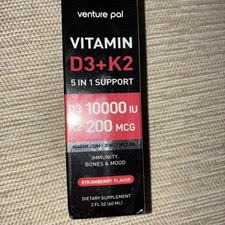 venture pal
VITAMIN
D3+K2
5 IN 1 SUPPORT
D3 10000 IU
K2 200 MCG
IMMUNITY,
BONES & MOOD
STRAWBERRY FLAVOR
DIETARY SUPPLEMENT
2 FL OZ (60 ML)